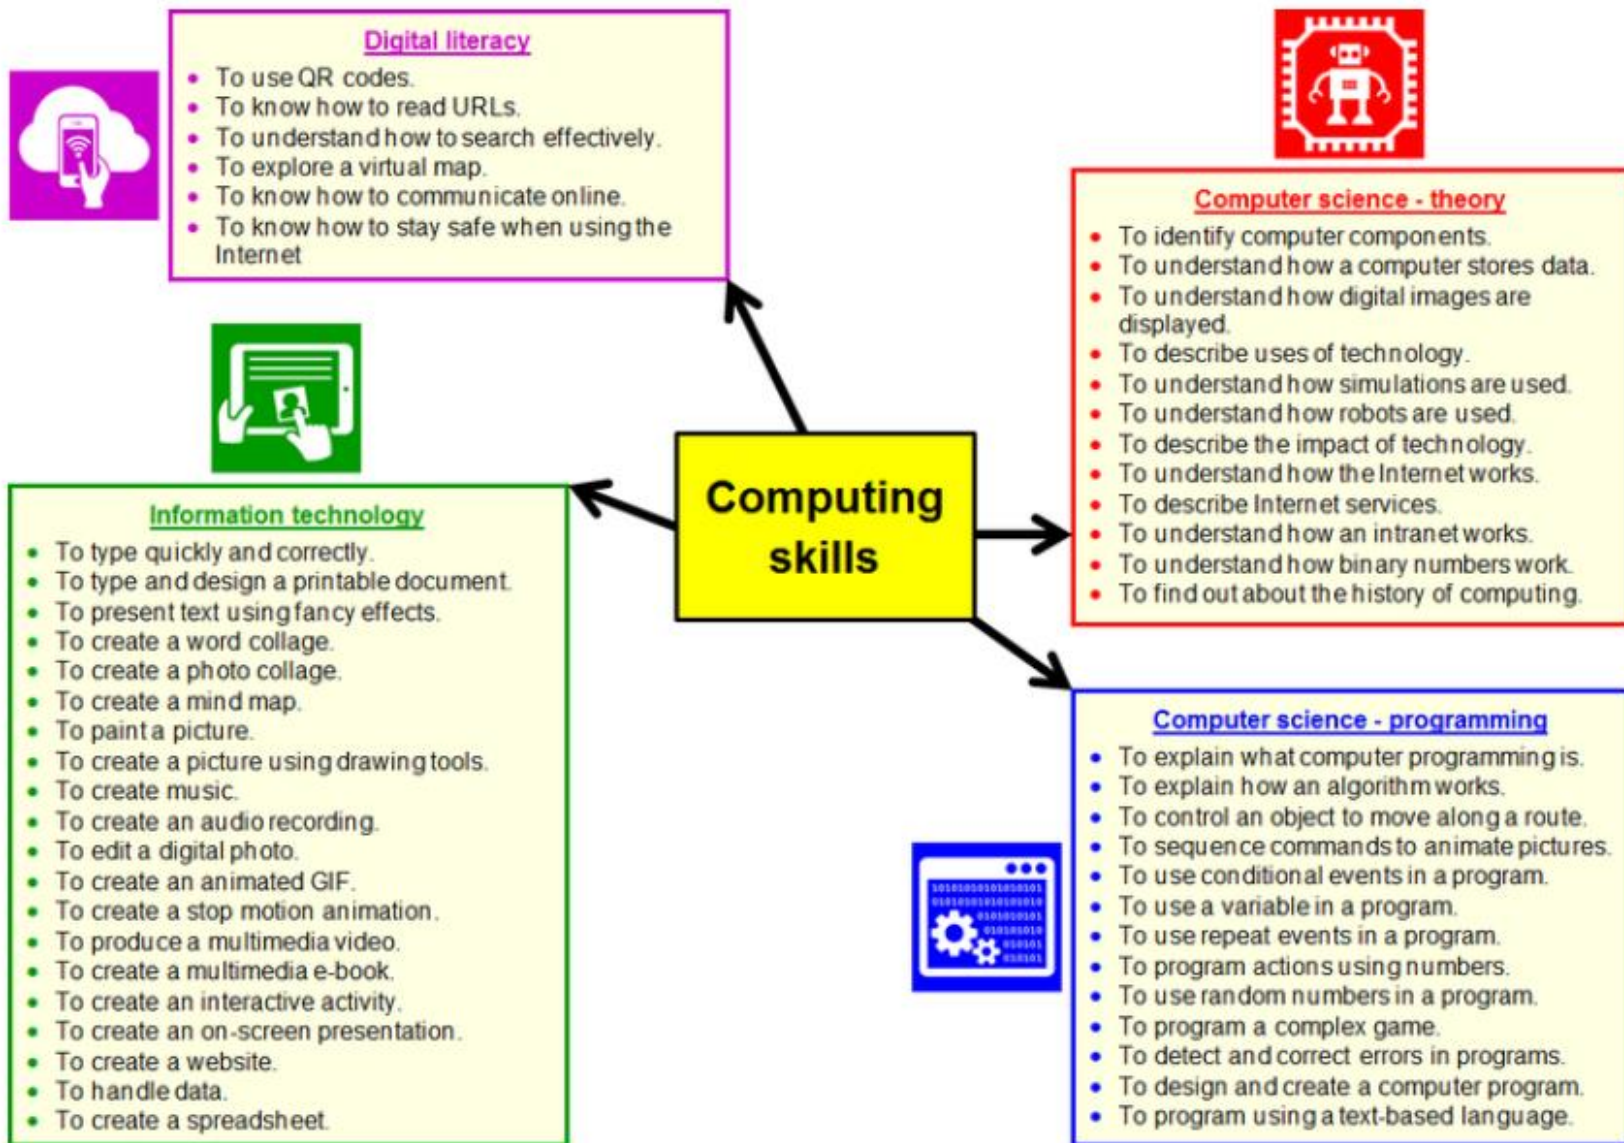 Digital literacy
To use QR codes.
To know how to read URLs.
To understand how to search effectively.
To explore a virtual map.
To know how to communicate online.
To know how to stay safe when using the
Internet
Computer science - theory
To identify computer components.
To understand how a computer stores data.
To understand how digital images are
displayed.
To describe uses of technology.
To understand how simulations are used.
To understand how robots are used.
To describe the impact of technology.
To understand how the Internet works.
To describe Internet services.
To understand how an intranet works.
To understand how binary numbers work.
To find out about the history of computing.
Computing
skills
Information technology
To type quickly and correctly.
To type and design a printable document.
To present text using fancy effects.
To create a word collage.
To create a photo collage.
To create a mind map.
To paint a picture.
To create a picture using drawing tools.
To create music.
To create an audio recording.
To edit a digital photo.
To create an animated GIF.
To create a stop motion animation.
To produce a multimedia video.
To create a multimedia e-book.
To create an interactive activity.
To create an on-screen presentation.
To create a website.
To handle data.
To create a spreadsheet.
Computer science - programming
To explain what computer programming is.
To explain how an algorithm works.
To control an object to move along a route.
To sequence commands to animate pictures.
To use conditional events in a program.
To use a variable in a program.
To use repeat events in a program.
To program actions using numbers.
To use random numbers in a program.
To program a complex game.
To detect and correct errors in programs.
To design and create a computer program.
To program using a text-based language.
1010101010101010101
0101010101010101010
0101010101
010101010
010101
010101